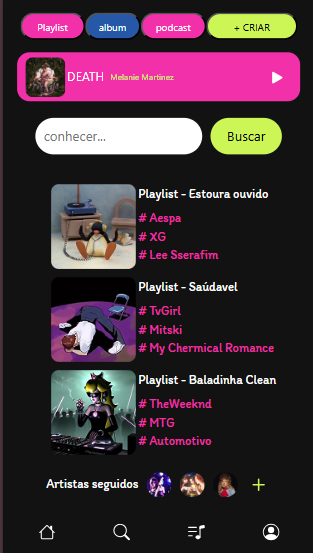 Playlist album podcast + CRIAR
DEATH Melanie Martinez
conhecer... Buscar
Playlist - Estoura ouvido
# Aespa
# XG
# Lee Sserafim
Playlist - Saúdavel
# TvGirl
# Mitski
# My Chermical Romance
Playlist - Baladinha Clean
# TheWeeknd
# MTG
# Automotivo
Artistas seguidos +